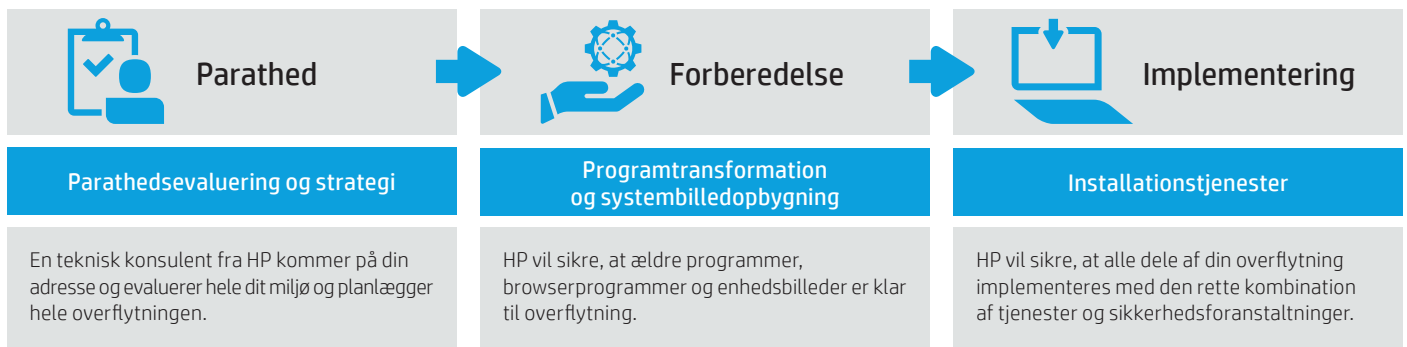 Parathed
Forberedelse
Implementering
Parathedsevaluering og strategi
Programtransformation
og systembilledopbygning
Installationstjenester
En teknisk konsulent fra HP kommer på din
adresse og evaluerer hele dit miljø og planlægger
hele overflytningen.
HP vil sikre, at ældre programmer,
browserprogrammer og enhedsbilleder er klar
til overflytning.
HP vil sikre, at alle dele af din overflytning
implementeres med den rette kombination
af tjenester og sikkerhedsforanstaltninger.